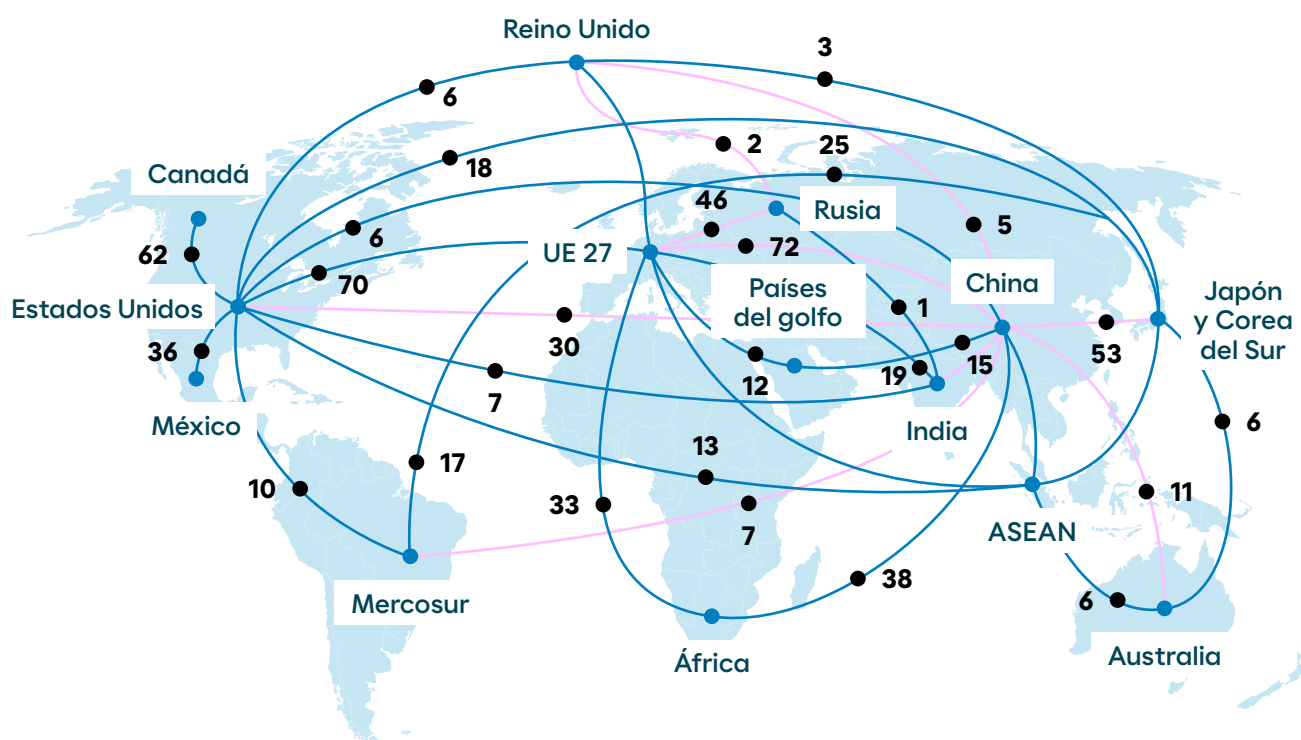 Reino Unido
3
6
2
25
18
Canadá
46
Rusia
5
6
62
UE 27
72
70
China
Países
del golfo
Japón
y Corea
del Sur
Estados Unidos
1
30
36
12
19
15
53
7
México
India
6
13
17
10
33
7
11
ASEAN
38
Mercosur
6
África
Australia